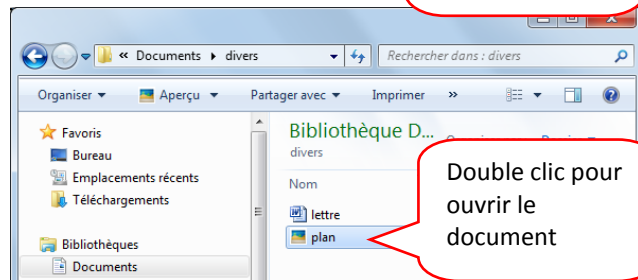 « Documents ▸ divers
Rechercher dans : divers
Organiser ▾ Aperçu ▾ Partager avec ▾ Imprimer »
Favoris
Bureau
Emplacements récents
Téléchargements
Bibliothèques
Documents
Bibliothèque D...
divers
Nom
lettre
plan
Double clic pour
ouvrir le
document